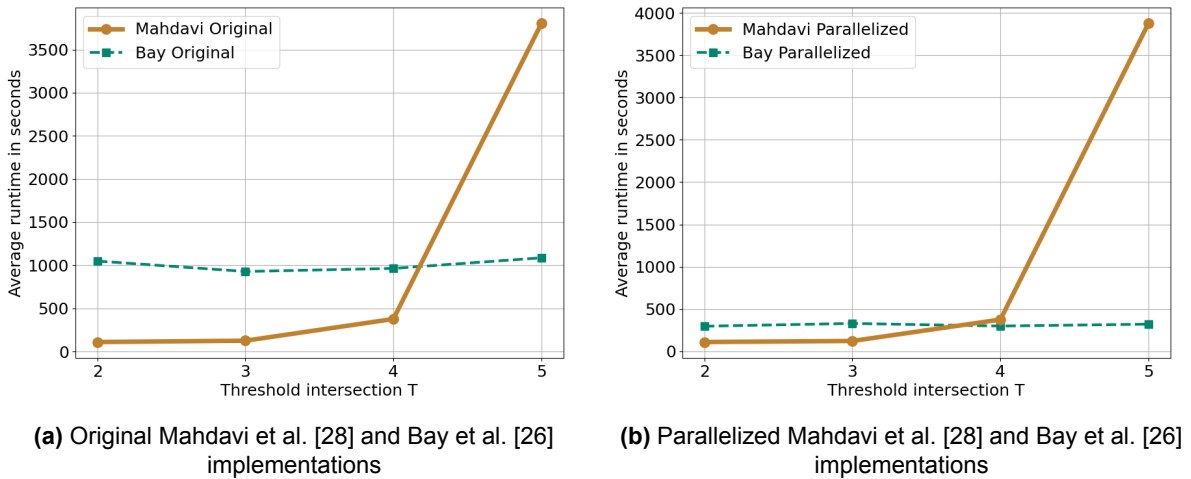 Mahdavi Original
Bay Original
3500
3000
2500
2000
1500
1000
500
0
2
3
4
5
Average runtime in seconds
Threshold intersection T
(a) Original Mahdavi et al. [28] and Bay et al. [26]
implementations
Mahdavi Parallelized
Bay Parallelized
4000
3500
3000
2500
2000
1500
1000
500
0
2
3
4
5
Average runtime in seconds
Threshold intersection T
(b) Parallelized Mahdavi et al. [28] and Bay et al. [26]
implementations